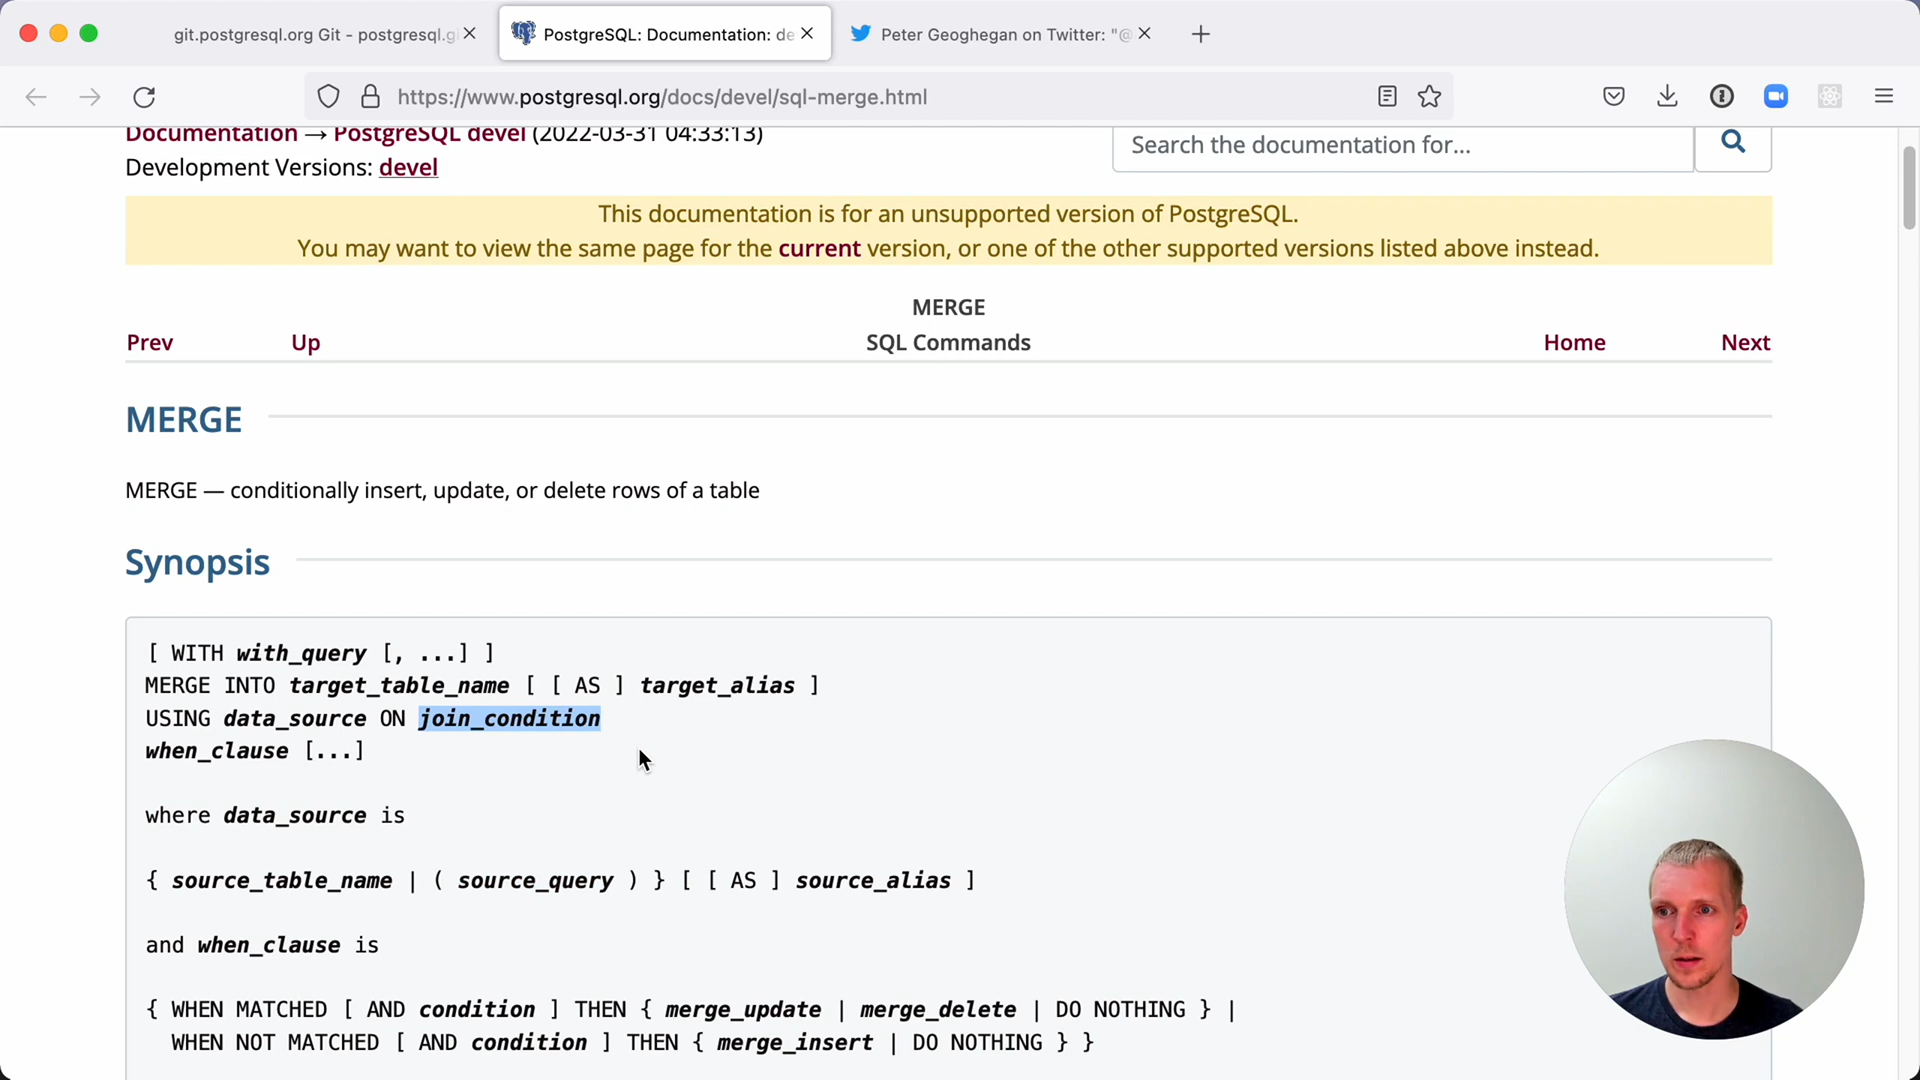 git.postgresql.org Git - postgresql.gi
PostgreSQL: Documentation: de
Peter Geoghegan on Twitter: "@
https://www.postgresql.org/docs/devel/sql-merge.html
Documentation → PostgreSQL devel (2022-03-31 04:33:13)
Development Versions: devel
Search the documentation for...
This documentation is for an unsupported version of PostgreSQL.
You may want to view the same page for the current version, or one of the other supported versions listed above instead.
MERGE
Prev Up SQL Commands Home Next
MERGE
MERGE — conditionally insert, update, or delete rows of a table
Synopsis
[ WITH with_query [, ...] ]
MERGE INTO target_table_name [ [ AS ] target_alias ]
USING data_source ON join_condition
when_clause [...]
where data_source is
{ source_table_name | ( source_query ) } [ [ AS ] source_alias ]
and when_clause is
{ WHEN MATCHED [ AND condition ] THEN { merge_update | merge_delete | DO NOTHING } |
WHEN NOT MATCHED [ AND condition ] THEN { merge_insert | DO NOTHING } }